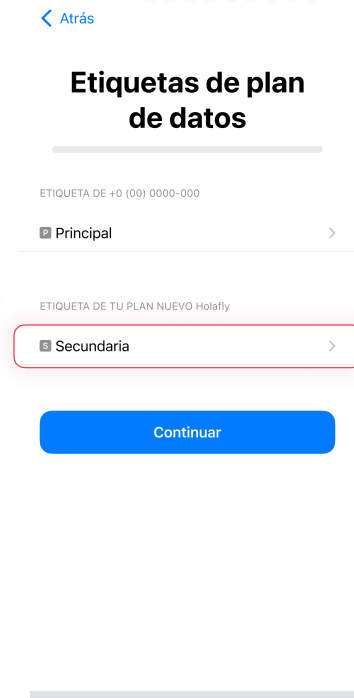 Atrás
Etiquetas de plan
de datos
ETIQUETA DE +0 (00) 0000-000
P Principal
ETIQUETA DE TU PLAN NUEVO Holafly
S Secundaria
Continuar